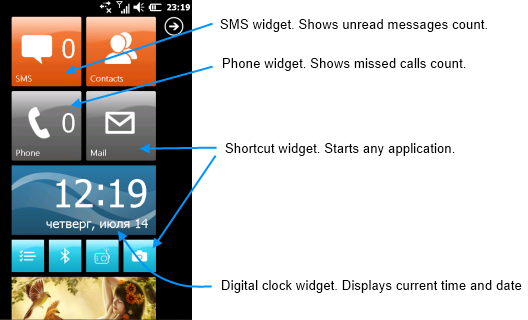 23:19
SMS widget. Shows unread messages count.
0
SMS
Contacts
Phone widget. Shows missed calls count.
0
Phone
Mail
Shortcut widget. Starts any application.
12:19
четверг, июля 14
Digital clock widget. Displays current time and date